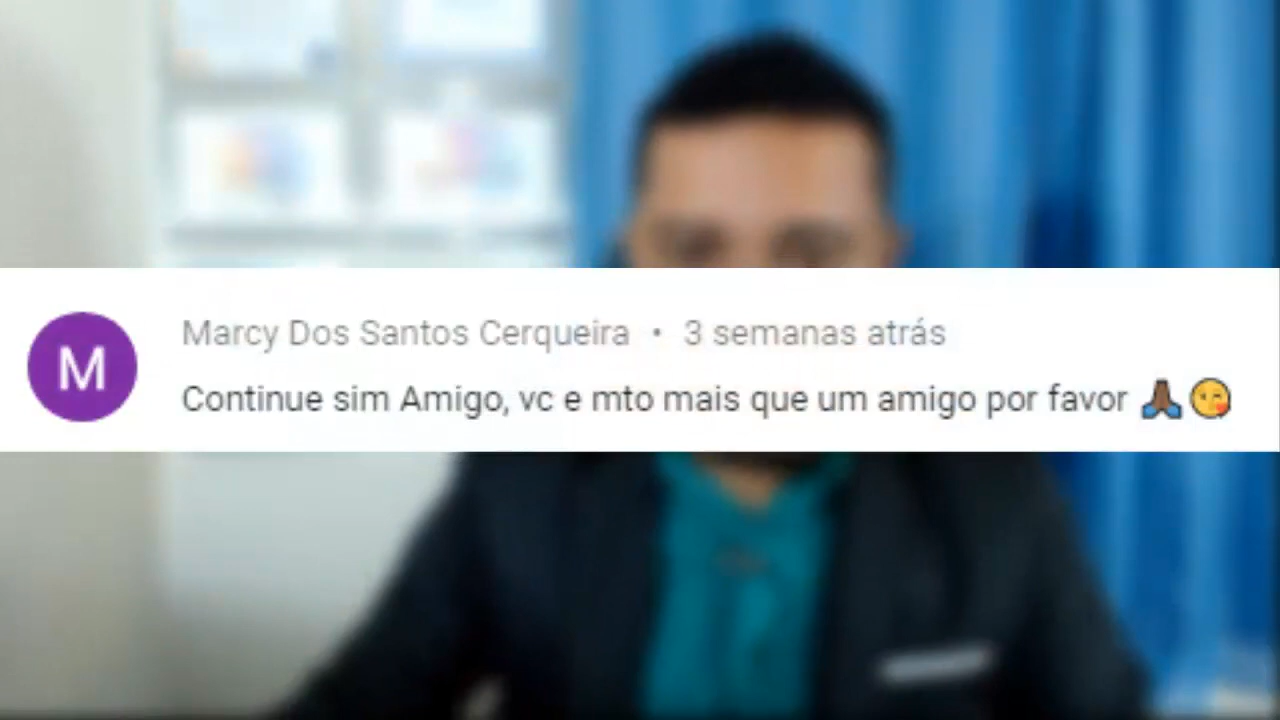 M
Marcy Dos Santos Cerqueira • 3 semanas atrás
Continue sim Amigo, vc e mto mais que um amigo por favor 🙏🏾😘